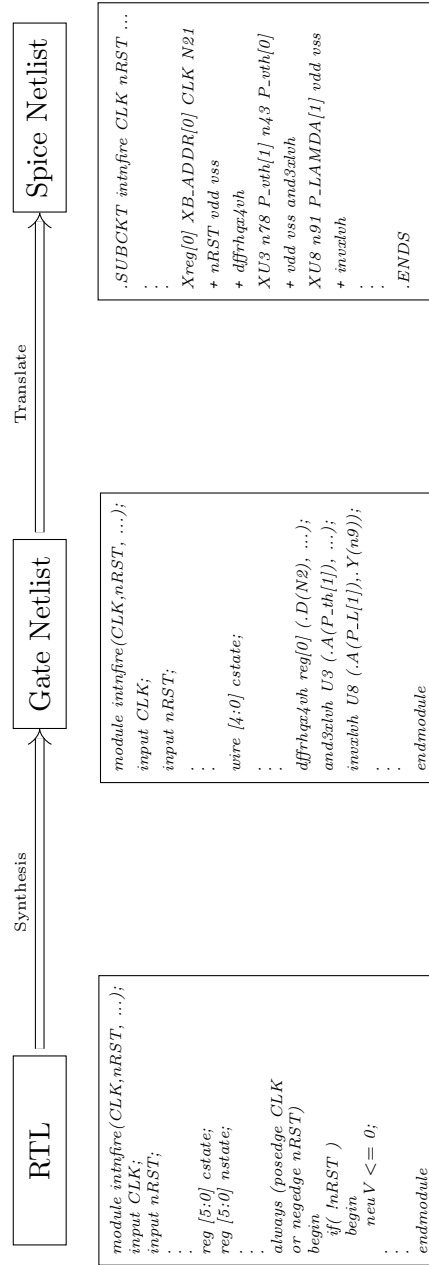 RTL
Synthesis
Gate Netlist
Translate
Spice Netlist
module intnfire(CLK,nRST, ...);
input CLK;
input nRST;
.
.
.
reg [5:0] cstate;
reg [5:0] nstate;
.
.
.
always (posedge CLK
or negedge nRST)
begin
if( !nRST )
begin
neuV <= 0;
.
.
.
endmodule
module intnfire(CLK,nRST, ...);
input CLK;
input nRST;
.
.
.
wire [4:0] cstate;
.
.
.
dffrhqx4vh reg[0] (.D(N2), ...);
and3xlvh U3 (.A(P_th[1]), ...);
invxlvh U8 (.A(P_L[1]),.Y(n9));
.
.
.
endmodule
.SUBCKT intnfire CLK nRST ...
.
.
.
Xreg[0] XB_ADDR[0] CLK N21
+ nRST vdd vss
+ dffrhqx4vh
XU3 n78 P_vth[1] n43 P_vth[0]
+ vdd vss and3xlvh
XU8 n91 P_LAMDA[1] vdd vss
+ invxlvh
.
.
.
.ENDS